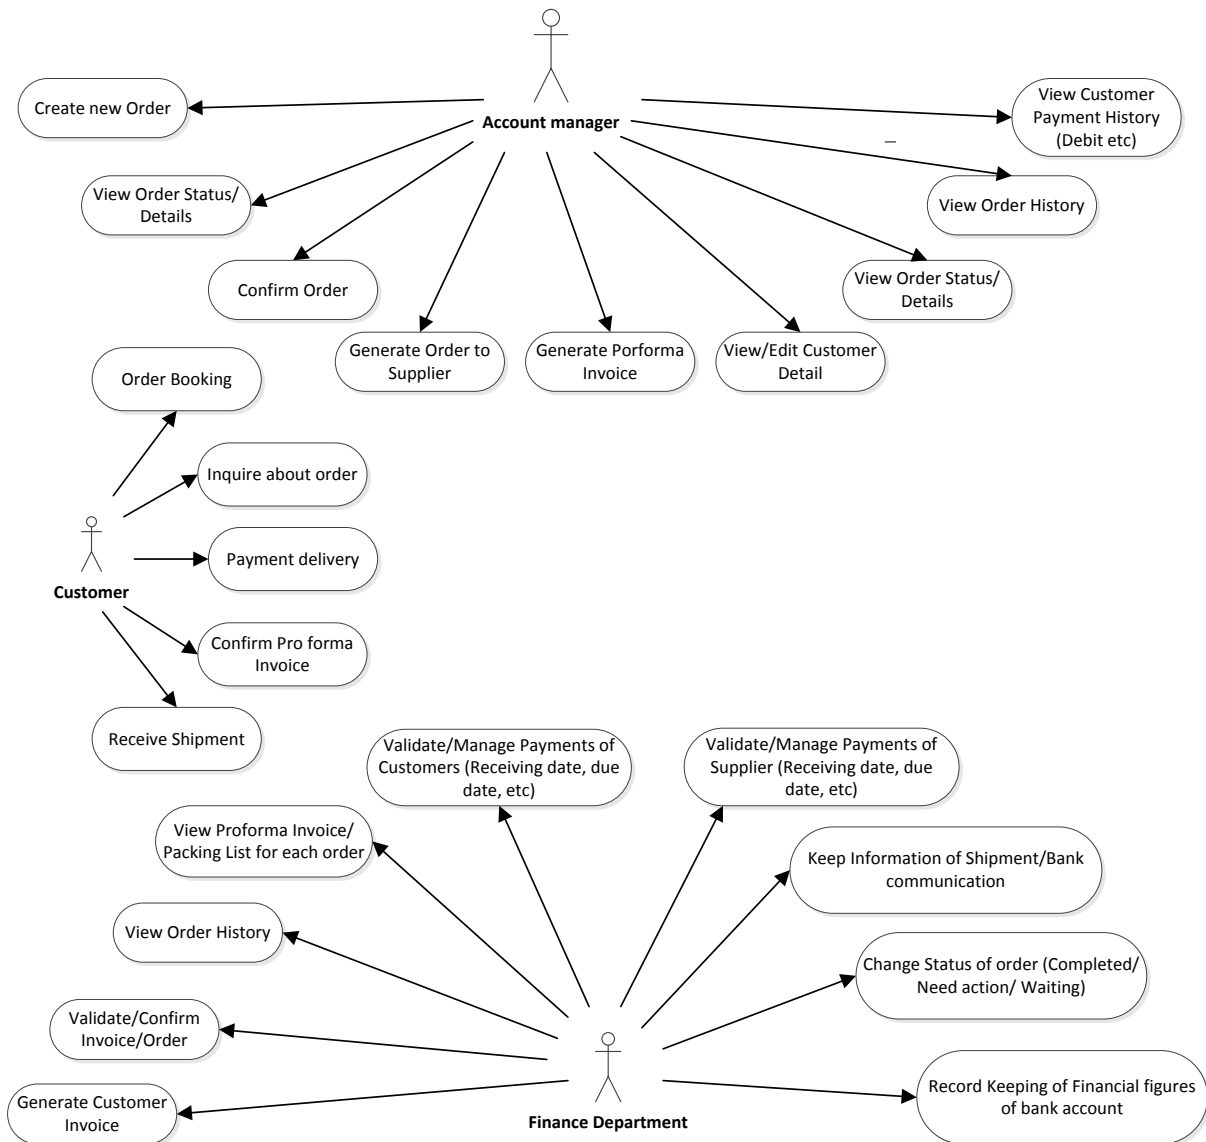 Create new Order
Account manager
View Customer
Payment History
(Debit etc)
View Order Status/
Details
View Order History
Confirm Order
View Order Status/
Details
Generate Order to
Supplier
Generate Porforma
Invoice
View/Edit Customer
Detail
Order Booking
Inquire about order
Payment delivery
Customer
Confirm Pro forma
Invoice
Receive Shipment
Validate/Manage Payments of
Customers (Receiving date, due
date, etc)
Validate/Manage Payments of
Supplier (Receiving date, due
date, etc)
View Proforma Invoice/
Packing List for each order
Keep Information of Shipment/Bank
communication
View Order History
Change Status of order (Completed/
Need action/ Waiting)
Validate/Confirm
Invoice/Order
Generate Customer
Invoice
Finance Department
Record Keeping of Financial figures
of bank account